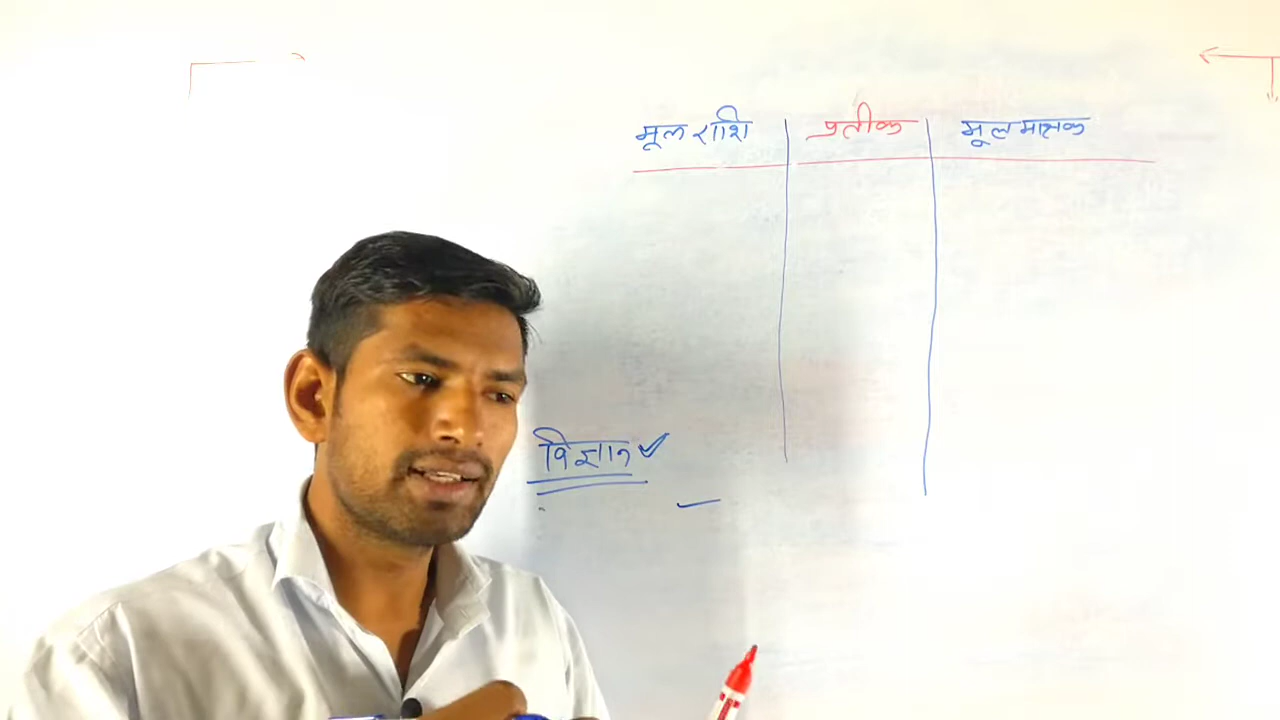 मूल राशि प्रतीक मूल मात्रक
विज्ञान